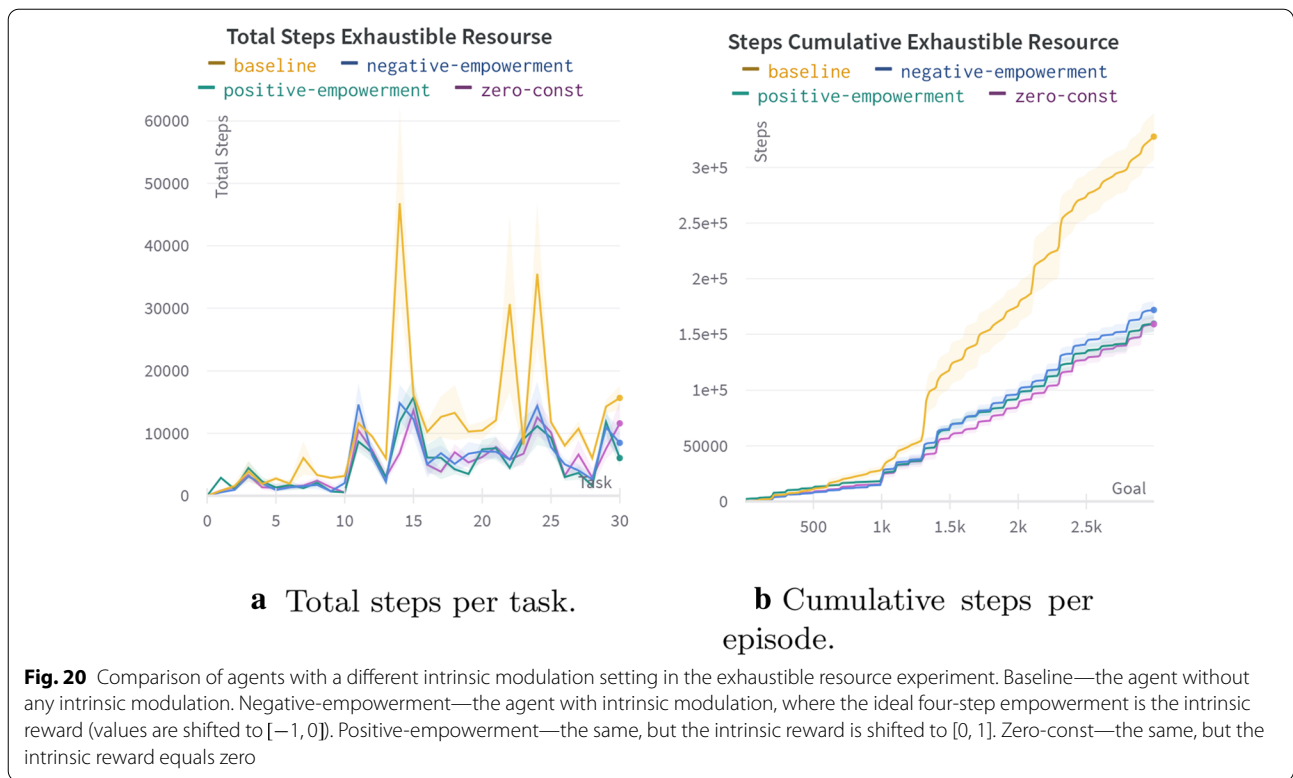 Total Steps Exhaustible Resourse
baseline negative-empowerment
positive-empowerment zero-const
Total Steps
60000
50000
40000
30000
20000
10000
0
Task
0 5 10 15 20 25 30
a Total steps per task.
Steps Cumulative Exhaustible Resource
baseline negative-empowerment
positive-empowerment zero-const
Steps
3e+5
2.5e+5
2e+5
1.5e+5
1e+5
50000
0
Goal
500 1k 1.5k 2k 2.5k
b Cumulative steps per
episode.
Fig. 20 Comparison of agents with a different intrinsic modulation setting in the exhaustible resource experiment. Baseline—the agent without
any intrinsic modulation. Negative-empowerment—the agent with intrinsic modulation, where the ideal four-step empowerment is the intrinsic
reward (values are shifted to [−1, 0]). Positive-empowerment—the same, but the intrinsic reward is shifted to [0, 1]. Zero-const—the same, but the
intrinsic reward equals zero